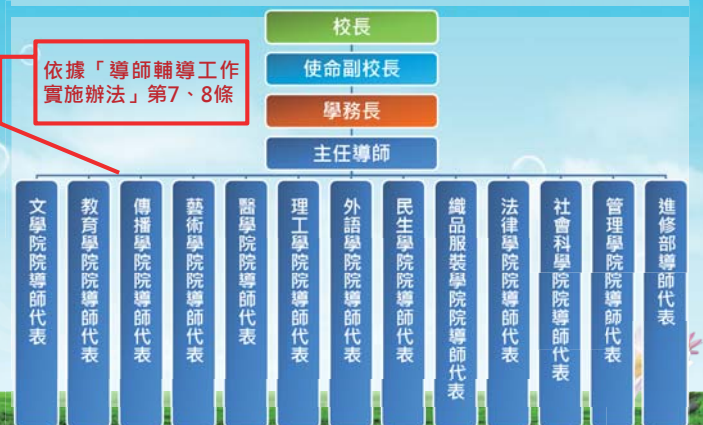 校長
依據「導師輔導工作
實施辦法」第7、8條
使命副校長
學務長
主任導師
文學院院導師代表
教育學院院導師代表
傳播學院院導師代表
藝術學院院導師代表
醫學院院導師代表
理工學院院導師代表
外語學院院導師代表
民生學院院導師代表
織品服裝學院院導師代表
法律學院院導師代表
社會科學院院導師代表
管理學院院導師代表
進修部導師代表